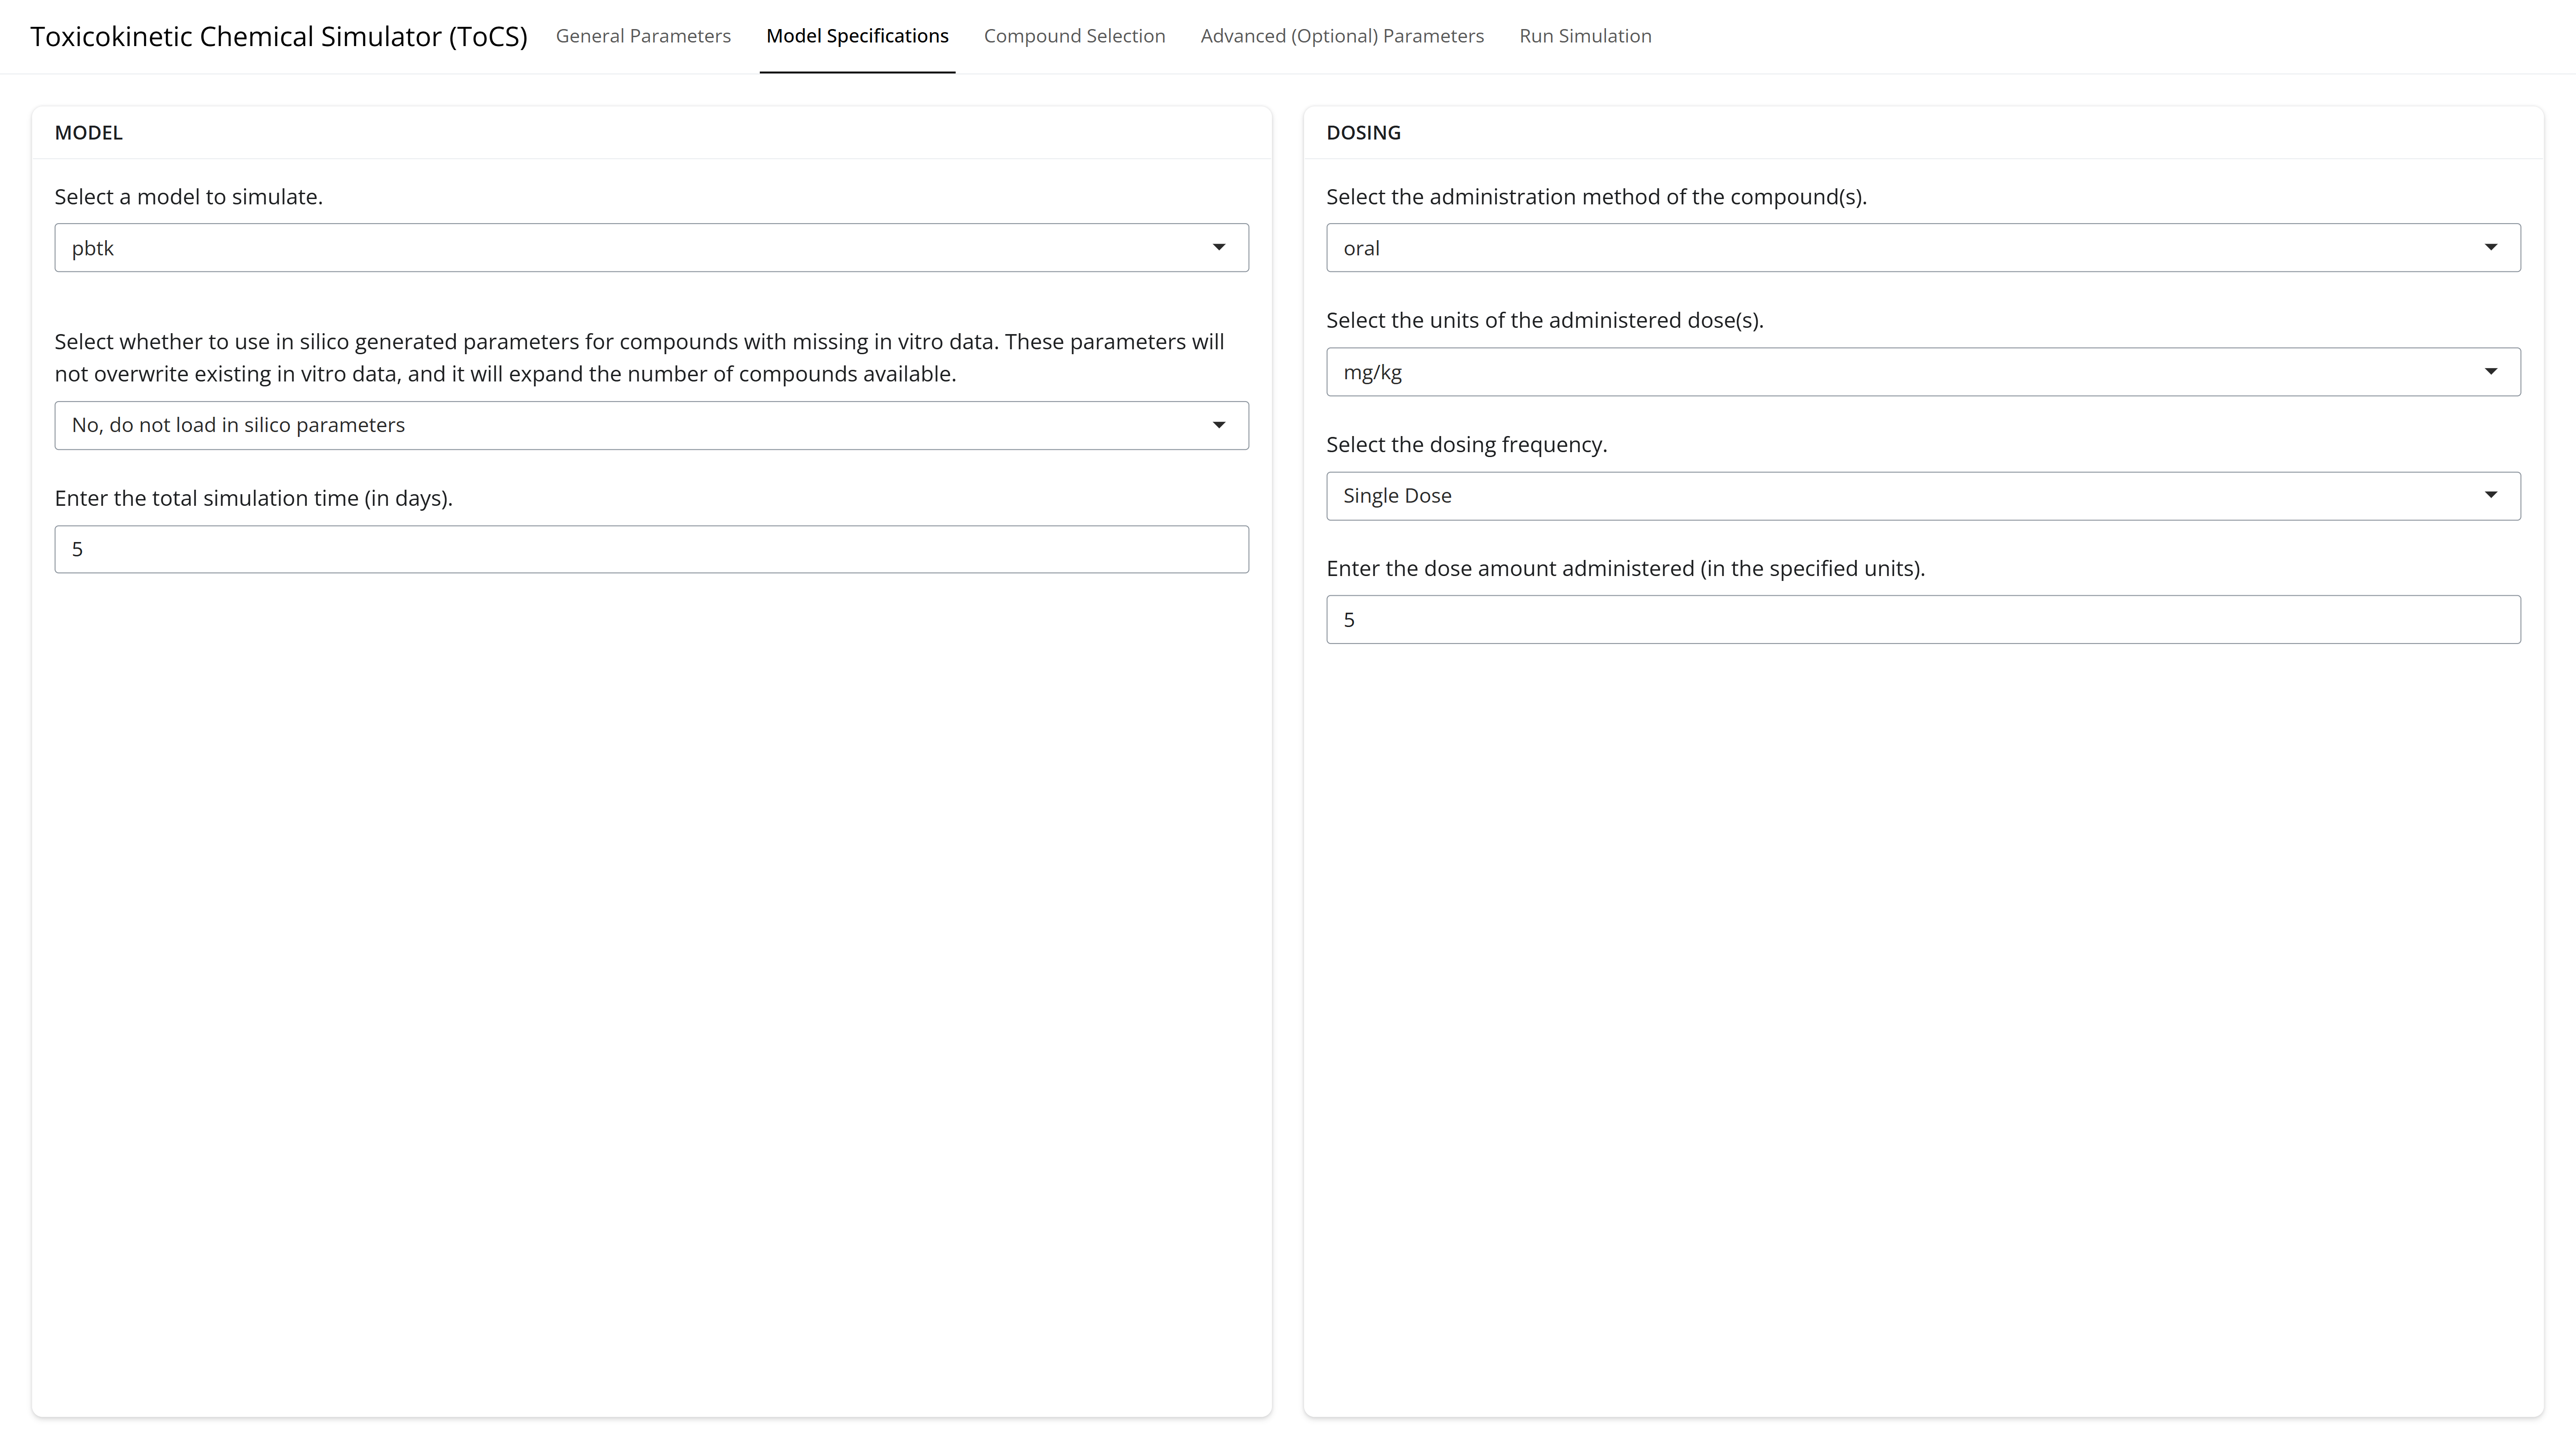 Toxicokinetic Chemical Simulator (ToCS)
General Parameters
Model Specifications
Compound Selection
Advanced (Optional) Parameters
Run Simulation
MODEL
Select a model to simulate.
pbtk
Select whether to use in silico generated parameters for compounds with missing in vitro data. These parameters will
not overwrite existing in vitro data, and it will expand the number of compounds available.
No, do not load in silico parameters
Enter the total simulation time (in days).
5
DOSING
Select the administration method of the compound(s).
oral
Select the units of the administered dose(s).
mg/kg
Select the dosing frequency.
Single Dose
Enter the dose amount administered (in the specified units).
5